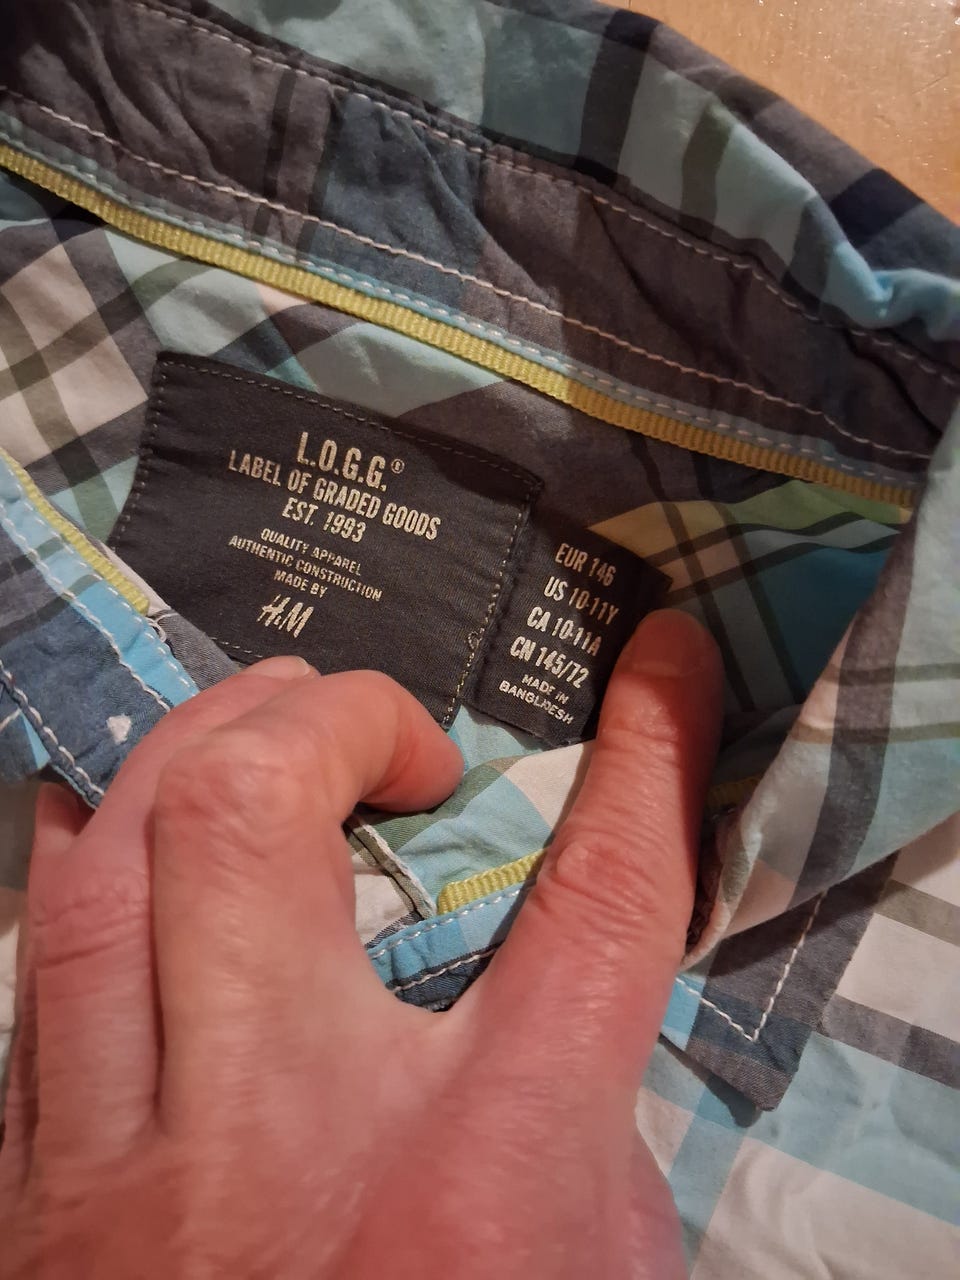 L.O.G.G.®
LABEL OF GRADED GOODS
EST. 1993
QUALITY APPAREL
AUTHENTIC CONSTRUCTION
MADE BY
H&M
EUR 146
US 10-11Y
CA 10-11A
CN 145/72
MADE IN
BANGLADESH